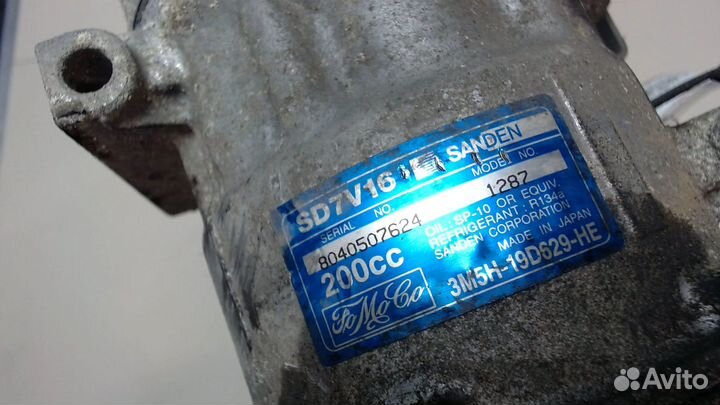 SD7V16 SANDEN
SERIAL NO. MODEL NO.
8040507624 1287
200CC OIL: SP-10 OR EQUIV.
REFRIGERANT: R134a
SANDEN CORPORATION
MADE IN JAPAN
FoMoCo 3M5H-19D629-HE
Avito